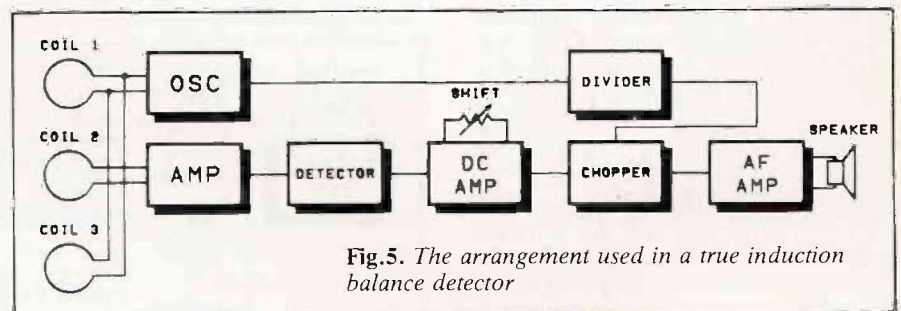 COIL 1
OSC
DIVIDER
SHIFT
COIL 2
SPEAKER
AMP
DETECTOR
DC
AMP
CHOPPER
AF
AMP
COIL 3
Fig.5. The arrangement used in a true induction
balance detector